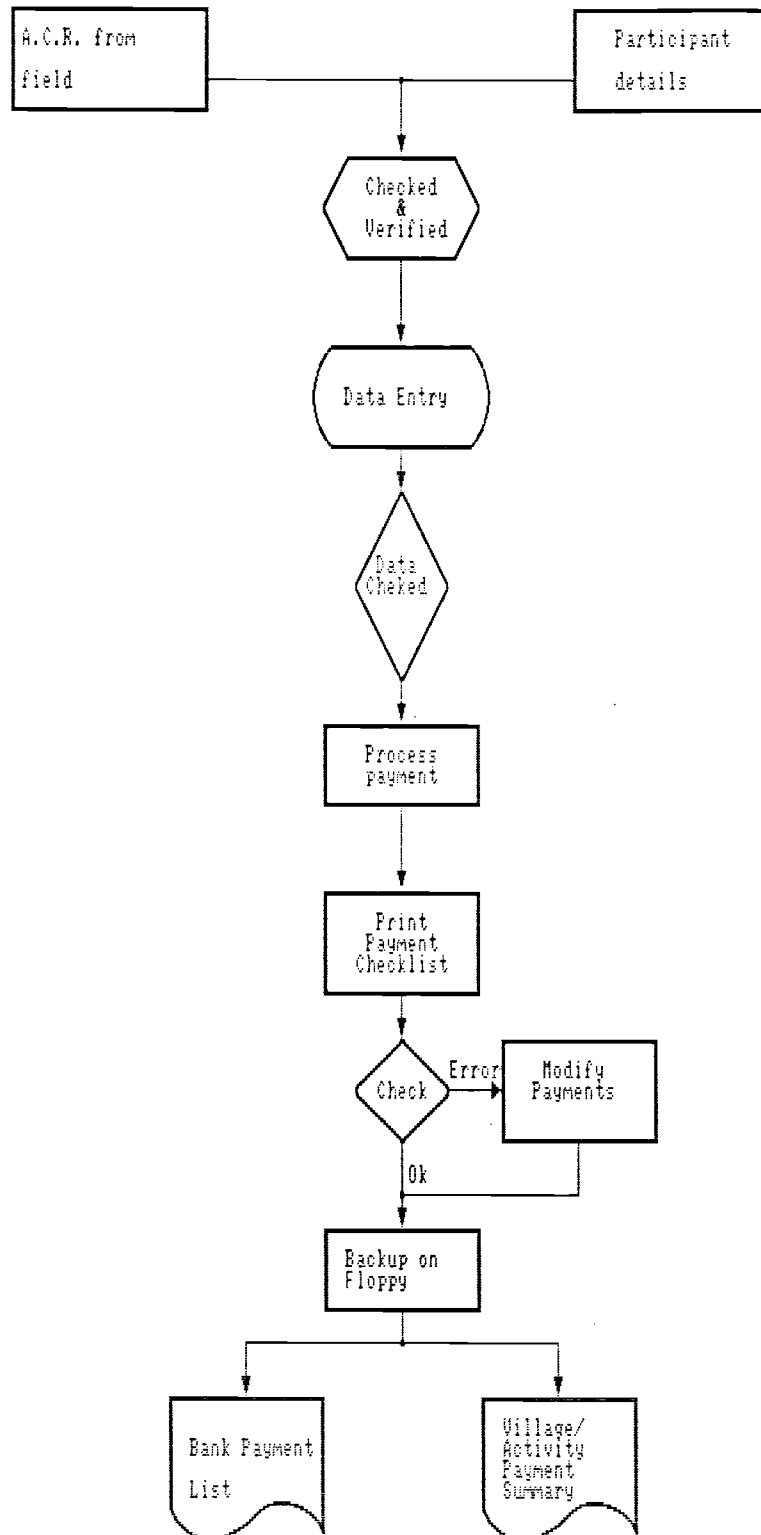 A.C.R. from
field
Participant
details
Checked
&
Verified
Data Entry
Data
Cheked
Process
payment
Print
Payment
Checklist
Check
Error
Modify
Payments
Ok
Backup on
Floppy
Bank Payment
List
Village/
Activity
Payment
Summary